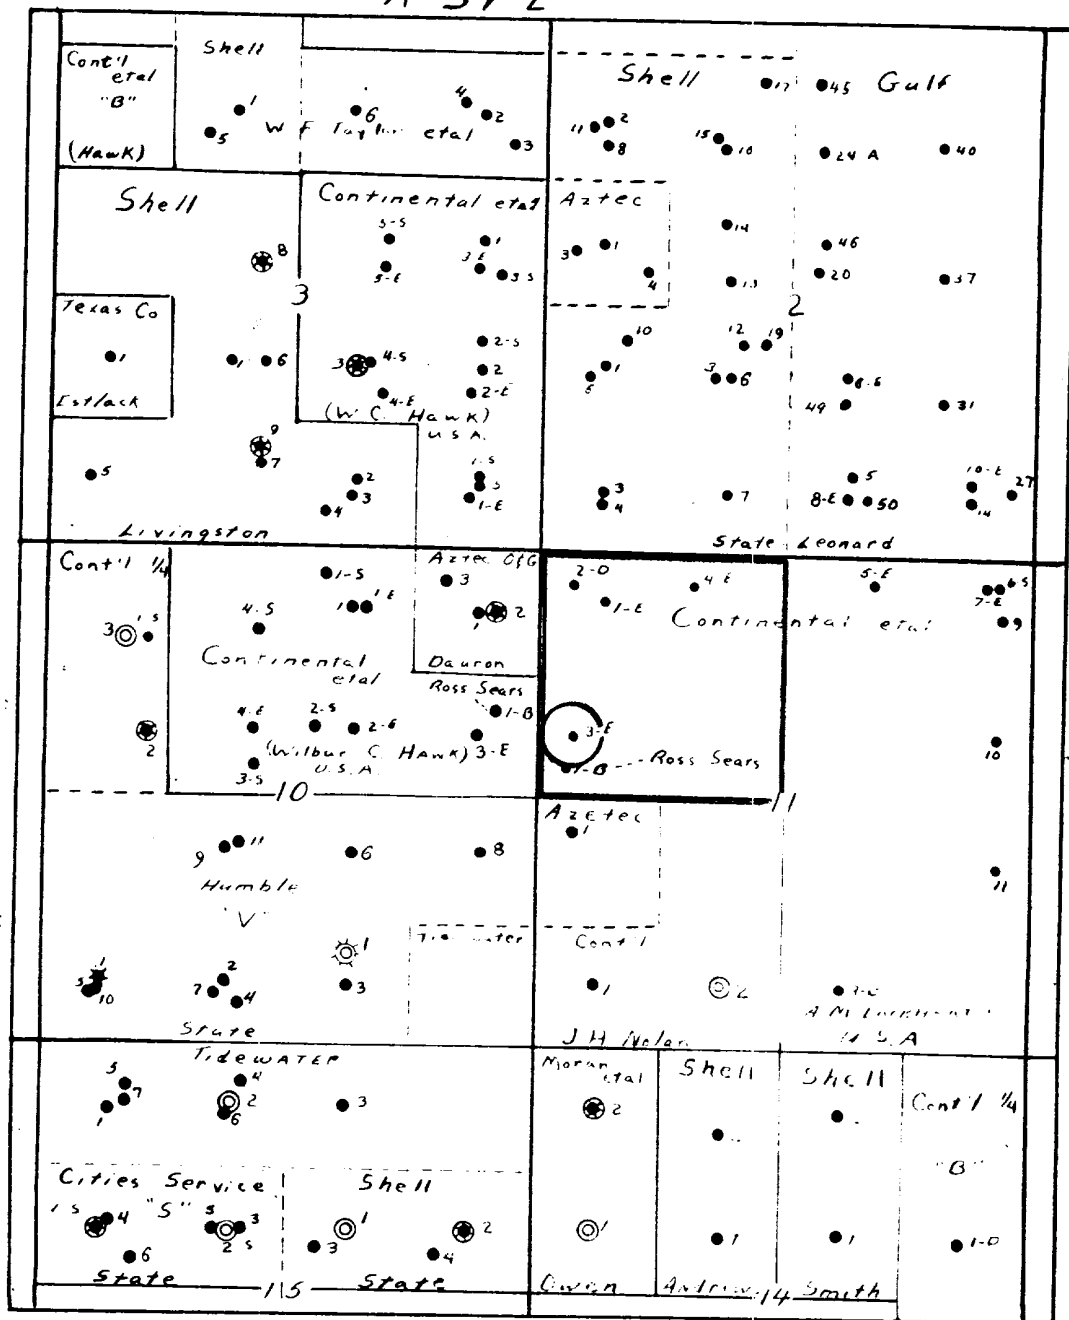 Cont'l
etal
"B"
(Hawk)
Shell
1
5
W F Taylor etal
6
4
2
3
Shell
17
45
Gulf
11
2
8
15
10
24 A
40
Shell
8
3
Continental etal
5-S
5-E
1
3-E
3-S
Aztec
3
1
4
14
13
46
20
37
2
Texas Co
1
Estlack
1
6
3
4-S
4-E
2-S
2
2-E
(W. C. Hawk)
U.S.A.
10
1
5
12
19
3
6
8-S
49
31
5
9
7
2
3
4
1-S
3
1-E
Livingston
3
4
7
5
8-E
50
10-E
14
27
State Leonard
Cont'l 1/4
3
1-S
2
1-S
1
1-E
4-S
Continental
etal
Aztec O&G
3
1
2
Dauron
Ross Sears
1-B
4-E
2-S
2-E
(Wilbur C. Hawk)
U.S.A.
3-E
3-S
10
2-O
1-E
4 E
Continental etal
5-E
6-S
7-E
9
3-E
1-B
Ross Sears
10
11
Aztec
1
9
11
6
8
Humble
"V"
11
1
5
10
2
7
4
1
3
State
Tidewater
Cont'l
1
2
J H Nolan
A M Lockhart
U.S.A
TIDEWATER
5
7
1
4
2
6
3
Moran
etal
2
Shell
Shell
Cont'l 1/4
"B"
Cities Service
"S"
1 S
4
6
5
3
2 S
State
Shell
1
3
2
4
State
15
1
Owen
1
Andrew
14
1
Smith
1-D